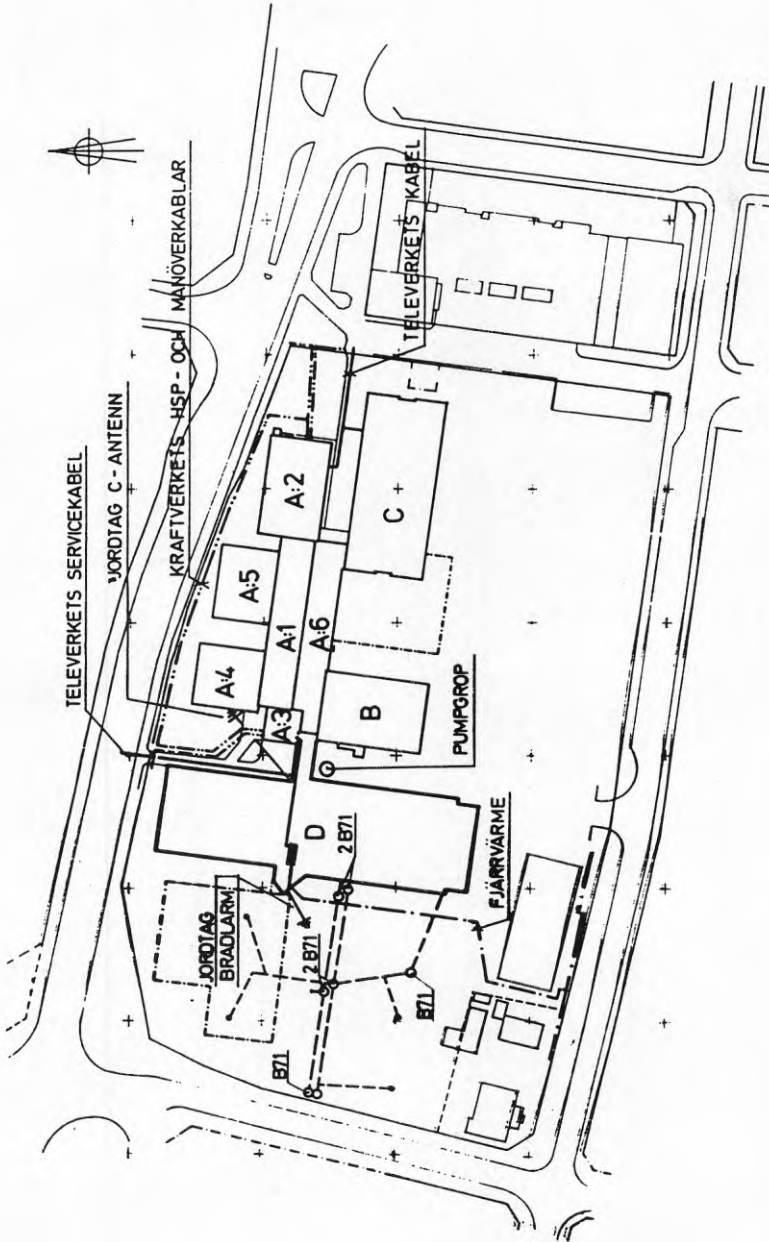 TELEVERKETS SERVICEKABEL
JORDTAG C-ANTENN
KRAFTVERKETS HSP- OCH MANÖVERKABLAR
TELEVERKETS KABEL
A:2
A:5
A:4
A:1
A:6
A:3
C
B
PUMPGROP
D
2 B71
FJÄRRVÄRME
JORDTAG
BRADLARM
2 B71
B71
B71